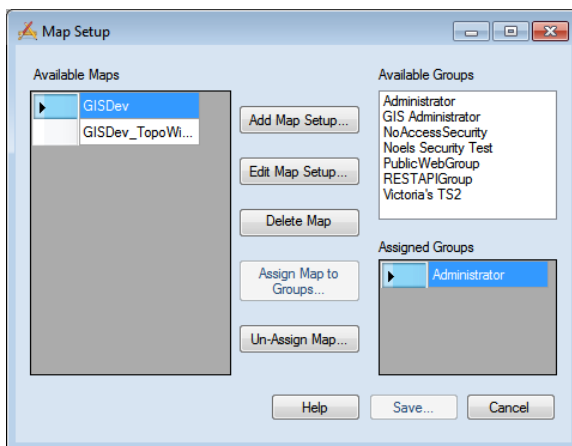 Map Setup
Available Maps
GISDev
GISDev_TopoWi...
Add Map Setup...
Edit Map Setup...
Delete Map
Assign Map to
Groups...
Un-Assign Map...
Available Groups
Administrator
GIS Administrator
NoAccessSecurity
Noels Security Test
PublicWebGroup
RESTAPIGroup
Victoria's TS2
Assigned Groups
Administrator
Help
Save...
Cancel